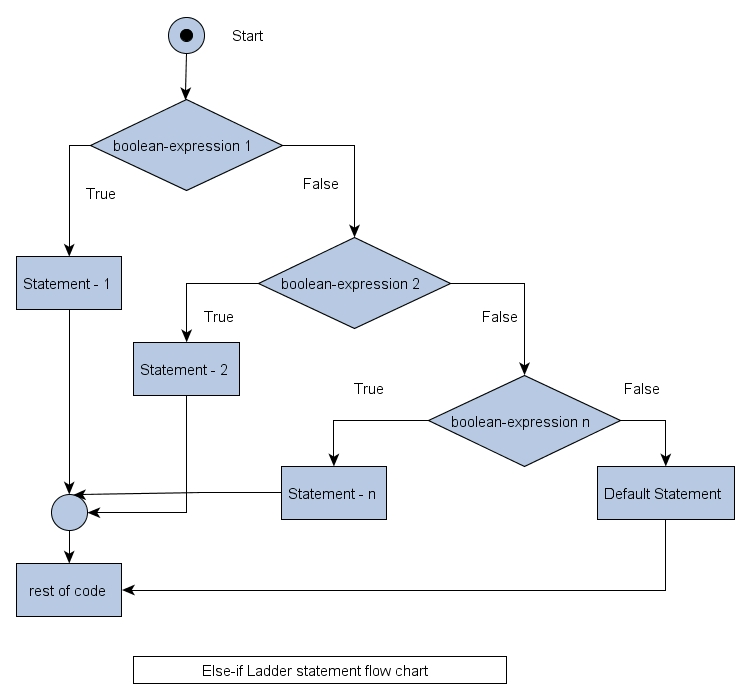 Start
boolean-expression 1
True
False
Statement - 1
boolean-expression 2
True
False
Statement - 2
True
False
boolean-expression n
Statement - n
Default Statement
rest of code
Else-if Ladder statement flow chart